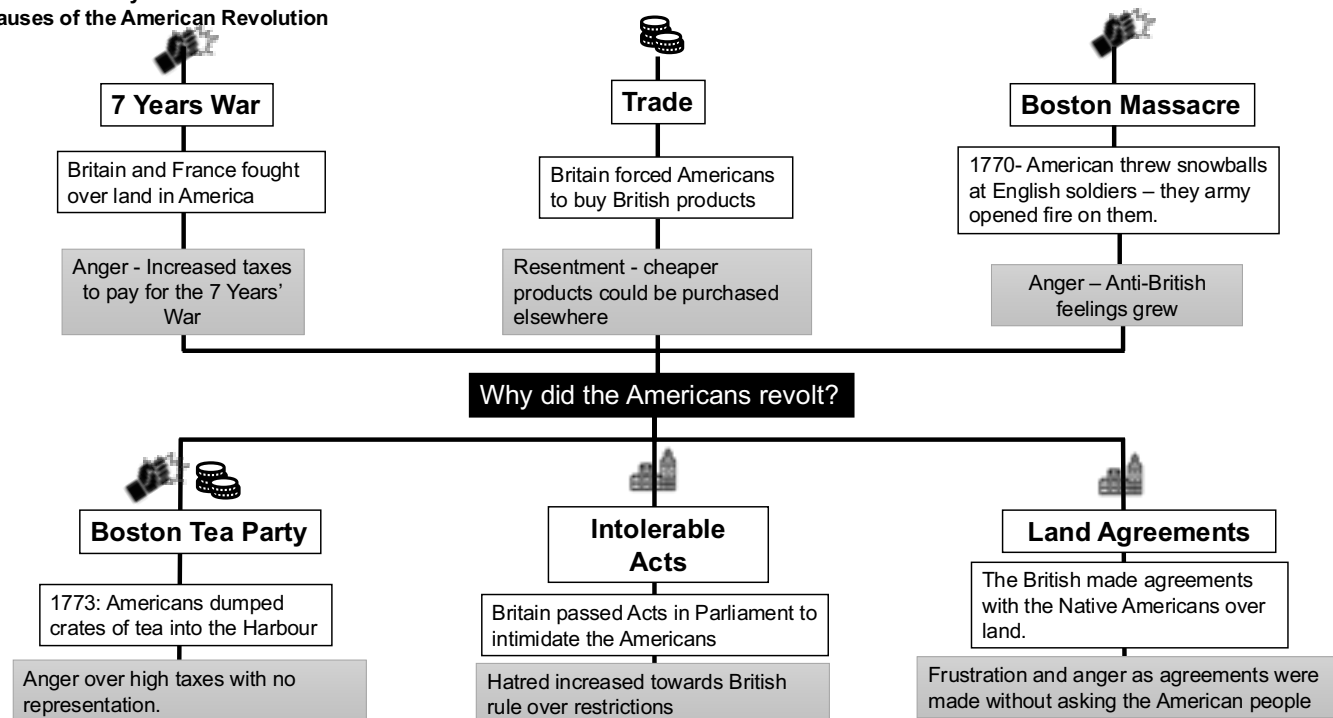 auses of the American Revolution
7 Years War
Britain and France fought
over land in America
Anger - Increased taxes
to pay for the 7 Years’
War
Trade
Britain forced Americans
to buy British products
Resentment - cheaper
products could be purchased
elsewhere
Boston Massacre
1770- American threw snowballs
at English soldiers – they army
opened fire on them.
Anger – Anti-British
feelings grew
Why did the Americans revolt?
Boston Tea Party
1773: Americans dumped
crates of tea into the Harbour
Anger over high taxes with no
representation.
Intolerable
Acts
Britain passed Acts in Parliament to
intimidate the Americans
Hatred increased towards British
rule over restrictions
Land Agreements
The British made agreements
with the Native Americans over
land.
Frustration and anger as agreements were
made without asking the American people